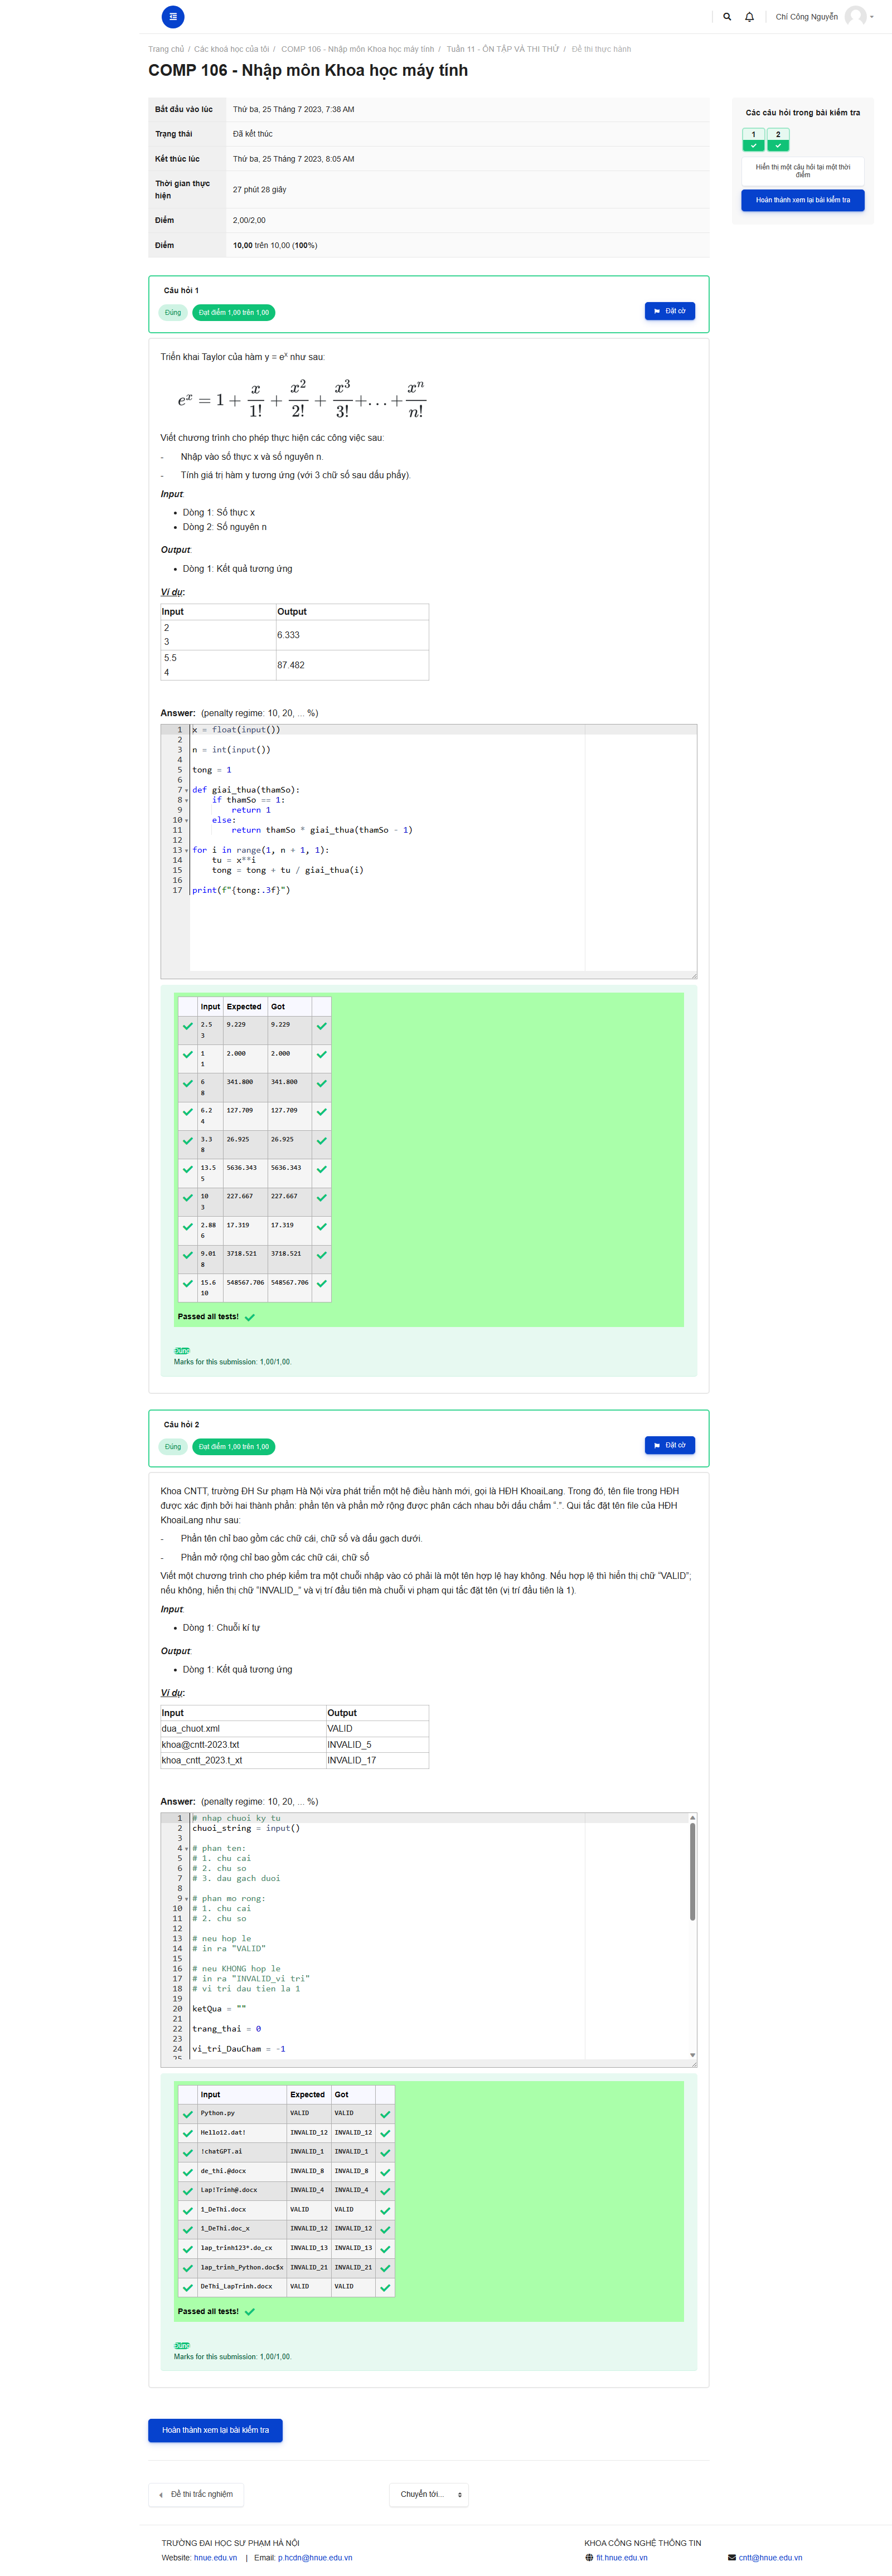 Chí Công Nguyễn
Trang chủ / Các khoá học của tôi / COMP 106 - Nhập môn Khoa học máy tính / Tuần 11 - ÔN TẬP VÀ THI THỬ / Đề thi thực hành
COMP 106 - Nhập môn Khoa học máy tính
Bắt đầu vào lúc Thứ ba, 25 Tháng 7 2023, 7:38 AM
Trạng thái Đã kết thúc
Kết thúc lúc Thứ ba, 25 Tháng 7 2023, 8:05 AM
Thời gian thực hiện 27 phút 28 giây
Điểm 2,00/2,00
Điểm 10,00 trên 10,00 (100%)
Các câu hỏi trong bài kiểm tra
1 2
Hiển thị một câu hỏi tại một thời
điểm
Hoàn thành xem lại bài kiểm tra
Câu hỏi 1
Đúng Đạt điểm 1,00 trên 1,00
Đặt cờ
Triển khai Taylor của hàm y = eˣ như sau:
eˣ = 1 + x/1! + x²/2! + x³/3! +...+ xⁿ/n!
Viết chương trình cho phép thực hiện các công việc sau:
- Nhập vào số thực x và số nguyên n.
- Tính giá trị hàm y tương ứng (với 3 chữ số sau dấu phẩy).
Input:
• Dòng 1: Số thực x
• Dòng 2: Số nguyên n
Output:
• Dòng 1: Kết quả tương ứng
Ví dụ:
Input Output
2
3 6.333
5.5
4 87.482
Answer: (penalty regime: 10, 20, ... %)
1 x = float(input())
2
3 n = int(input())
4
5 tong = 1
6
7 def giai_thua(thamSo):
8 if thamSo == 1:
9 return 1
10 else:
11 return thamSo * giai_thua(thamSo - 1)
12
13 for i in range(1, n + 1, 1):
14 tu = x**i
15 tong = tong + tu / giai_thua(i)
16
17 print(f"{tong:.3f}")
Input Expected Got
2.5
3 9.229 9.229
1
1 2.000 2.000
6
8 341.800 341.800
6.2
4 127.709 127.709
3.3
8 26.925 26.925
13.5
5 5636.343 5636.343
10
3 227.667 227.667
2.88
6 17.319 17.319
9.01
8 3718.521 3718.521
15.6
10 548567.706 548567.706
Passed all tests!
Đúng
Marks for this submission: 1,00/1,00.
Câu hỏi 2
Đúng Đạt điểm 1,00 trên 1,00
Đặt cờ
Khoa CNTT, trường ĐH Sư phạm Hà Nội vừa phát triển một hệ điều hành mới, gọi là HĐH KhoaiLang. Trong đó, tên file trong HĐH
được xác định bởi hai thành phần: phần tên và phần mở rộng được phân cách nhau bởi dấu chấm ".". Qui tắc đặt tên file của HĐH
KhoaiLang như sau:
- Phần tên chỉ bao gồm các chữ cái, chữ số và dấu gạch dưới.
- Phần mở rộng chỉ bao gồm các chữ cái, chữ số
Viết một chương trình cho phép kiểm tra một chuỗi nhập vào có phải là một tên hợp lệ hay không. Nếu hợp lệ thì hiển thị chữ "VALID";
nếu không, hiển thị chữ "INVALID_" và vị trí đầu tiên mà chuỗi vi phạm qui tắc đặt tên (vị trí đầu tiên là 1).
Input:
• Dòng 1: Chuỗi kí tự
Output:
• Dòng 1: Kết quả tương ứng
Ví dụ:
Input Output
dua_chuot.xml VALID
khoa@cntt-2023.txt INVALID_5
khoa_cntt_2023.t_xt INVALID_17
Answer: (penalty regime: 10, 20, ... %)
1 # nhap chuoi ky tu
2 chuoi_string = input()
3
4 # phan ten:
5 # 1. chu cai
6 # 2. chu so
7 # 3. dau gach duoi
8
9 # phan mo rong:
10 # 1. chu cai
11 # 2. chu so
12
13 # neu hop le
14 # in ra "VALID"
15
16 # neu KHONG hop le
17 # in ra "INVALID_vi tri"
18 # vi tri dau tien la 1
19
20 ketQua = ""
21
22 trang_thai = 0
23
24 vi_tri_DauCham = -1
25
Input Expected Got
Python.py VALID VALID
Hello12.dat! INVALID_12 INVALID_12
!chatGPT.ai INVALID_1 INVALID_1
de_thi.@docx INVALID_8 INVALID_8
Lap!Trinh@.docx INVALID_4 INVALID_4
1_DeThi.docx VALID VALID
1_DeThi.doc_x INVALID_12 INVALID_12
lap_trinh123*.do_cx INVALID_13 INVALID_13
lap_trinh_Python.doc$x INVALID_21 INVALID_21
DeThi_LapTrinh.docx VALID VALID
Passed all tests!
Đúng
Marks for this submission: 1,00/1,00.
Hoàn thành xem lại bài kiểm tra
Đề thi trắc nghiệm
Chuyển tới...
TRƯỜNG ĐẠI HỌC SƯ PHẠM HÀ NỘI
Website: hnue.edu.vn | Email: p.hcdn@hnue.edu.vn
KHOA CÔNG NGHỆ THÔNG TIN
fit.hnue.edu.vn
cntt@hnue.edu.vn